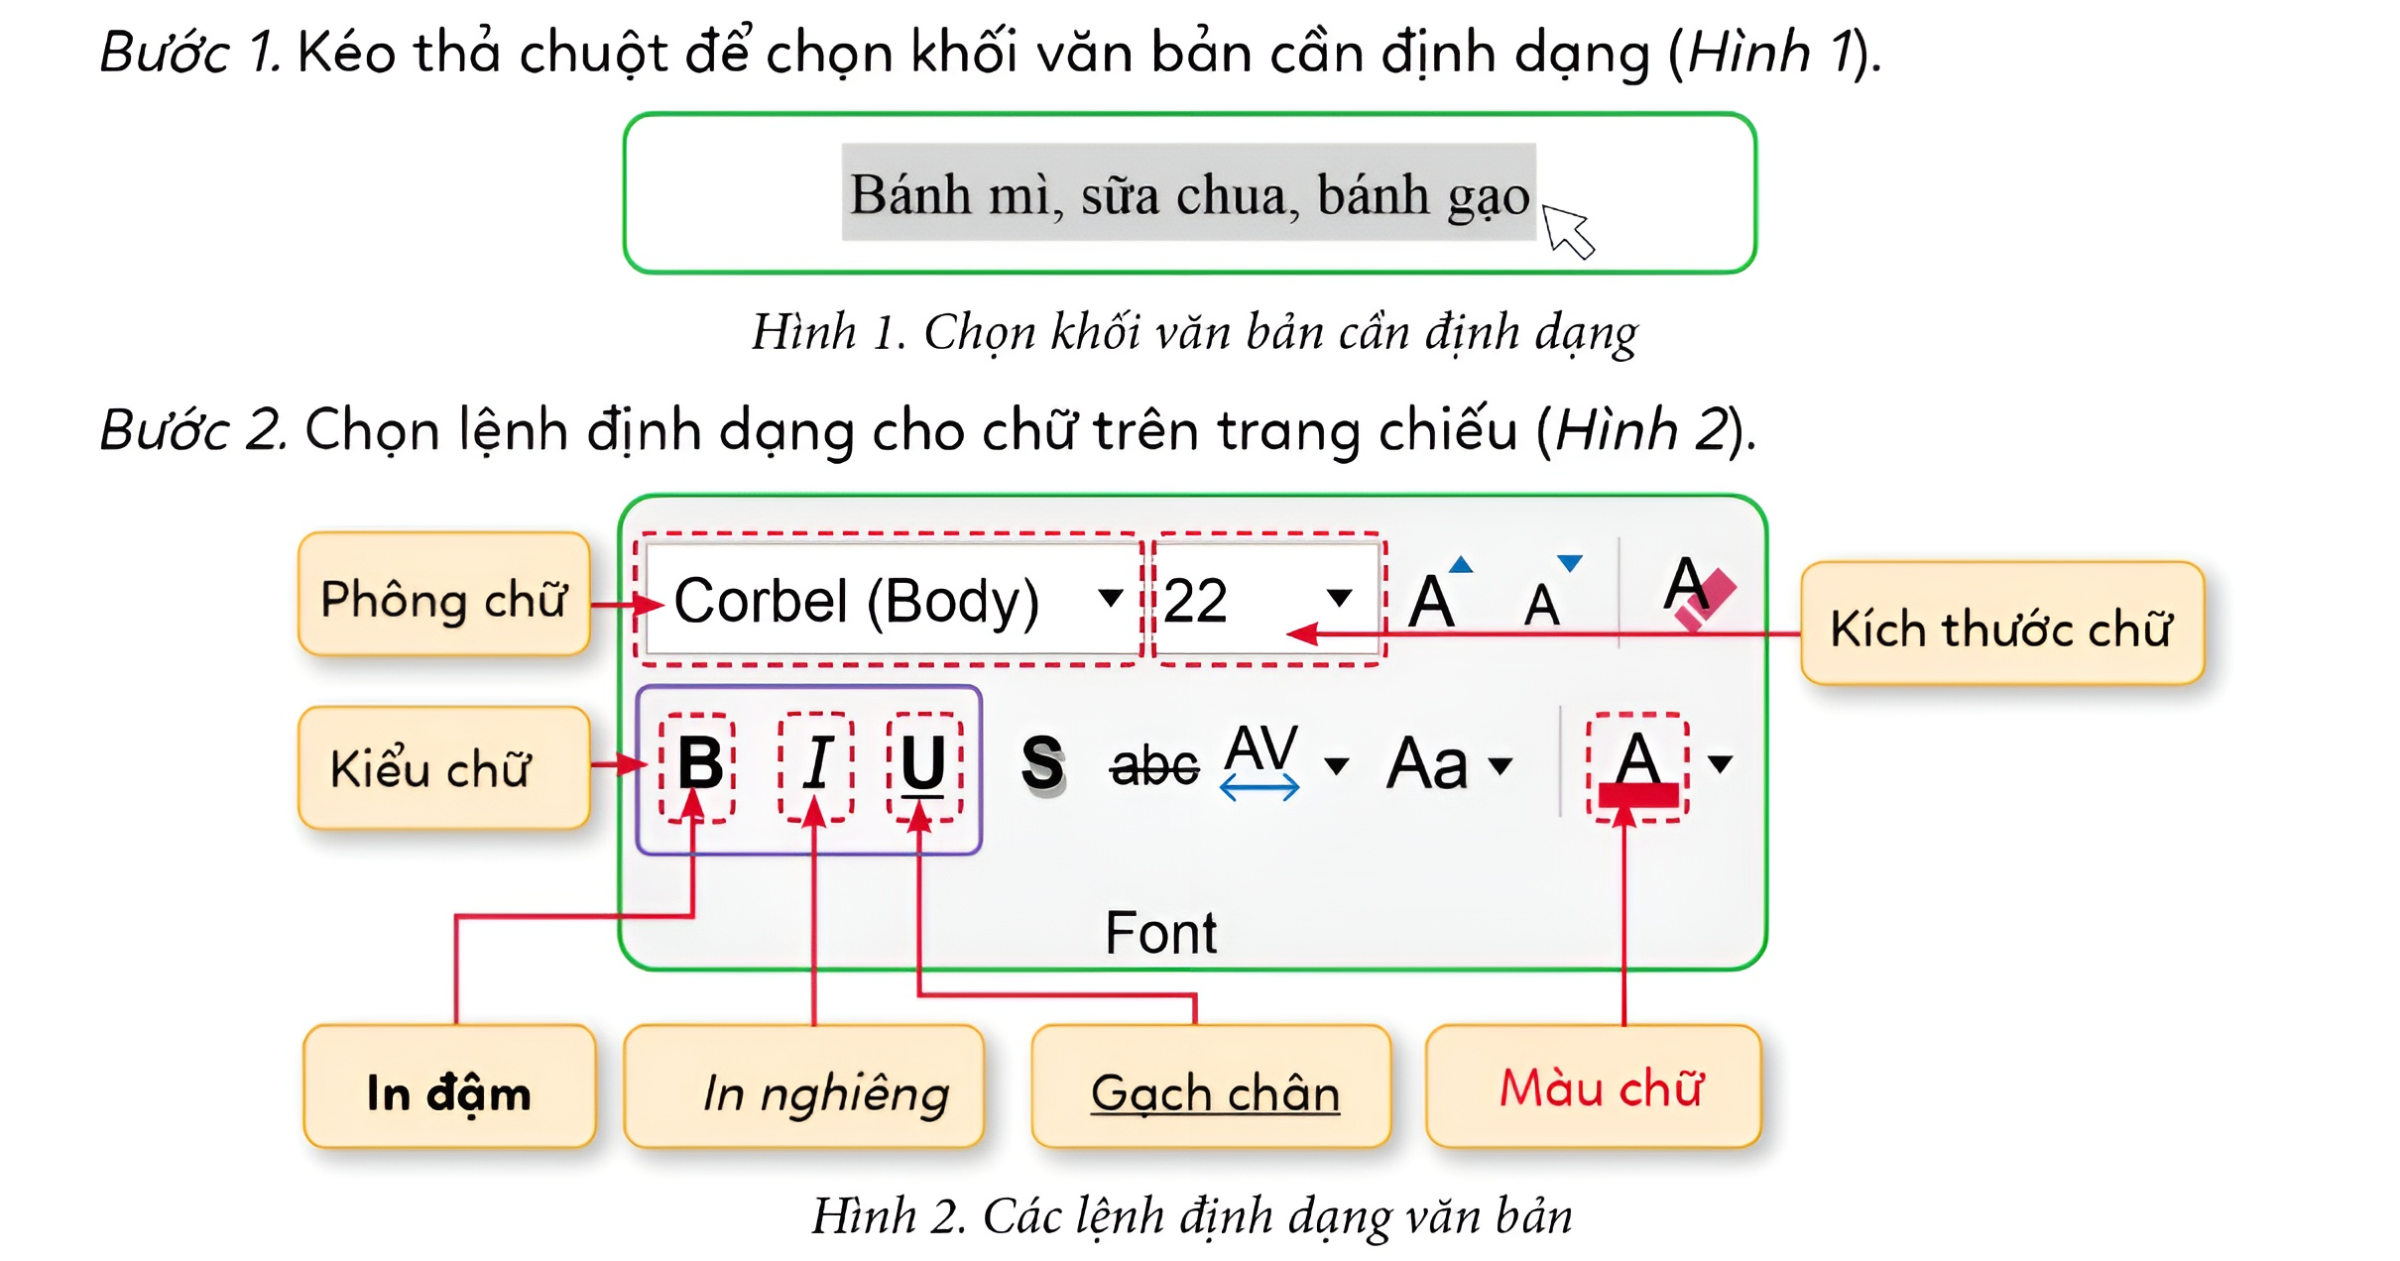 Bước 1. Kéo thả chuột để chọn khối văn bản cần định dạng (Hình 1).
Bánh mì, sữa chua, bánh gạo
Hình 1. Chọn khối văn bản cần định dạng
Bước 2. Chọn lệnh định dạng cho chữ trên trang chiếu (Hình 2).
Phông chữ
Corbel (Body) 22 A A A
Kích thước chữ
Kiểu chữ
B I U S abc AV Aa A
Font
In đậm In nghiêng Gạch chân Màu chữ
Hình 2. Các lệnh định dạng văn bản